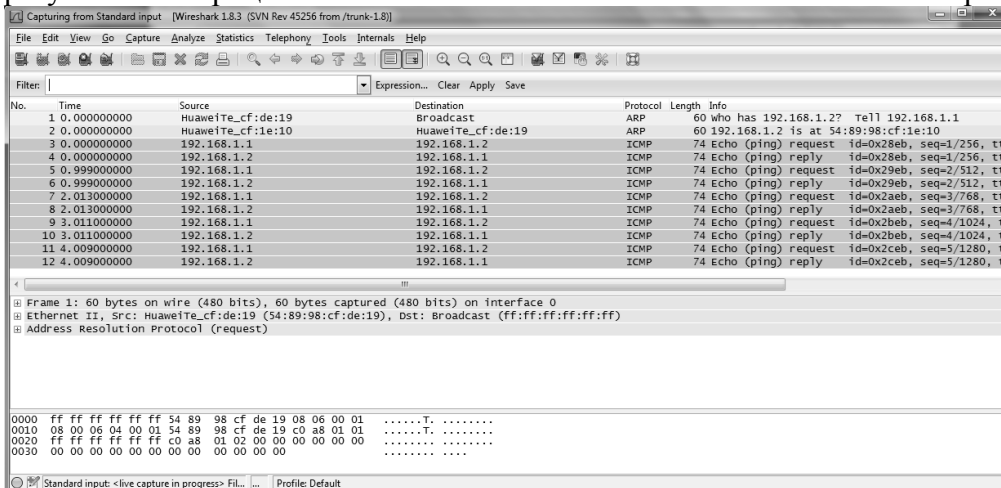 Capturing from Standard input [Wireshark 1.8.3 (SVN Rev 45256 from /trunk-1.8)]
File Edit View Go Capture Analyze Statistics Telephony Tools Internals Help
Filter: Expression... Clear Apply Save
No. Time Source Destination Protocol Length Info
1 0.000000000 HuaweiTe_cf:de:19 Broadcast ARP 60 who has 192.168.1.2? Tell 192.168.1.1
2 0.000000000 HuaweiTe_cf:1e:10 HuaweiTe_cf:de:19 ARP 60 192.168.1.2 is at 54:89:98:cf:1e:10
3 0.000000000 192.168.1.1 192.168.1.2 ICMP 74 Echo (ping) request id=0x28eb, seq=1/256, tt
4 0.000000000 192.168.1.2 192.168.1.1 ICMP 74 Echo (ping) reply id=0x28eb, seq=1/256, tt
5 0.999000000 192.168.1.1 192.168.1.2 ICMP 74 Echo (ping) request id=0x29eb, seq=2/512, tt
6 0.999000000 192.168.1.2 192.168.1.1 ICMP 74 Echo (ping) reply id=0x29eb, seq=2/512, tt
7 2.013000000 192.168.1.1 192.168.1.2 ICMP 74 Echo (ping) request id=0x2aeb, seq=3/768, tt
8 2.013000000 192.168.1.2 192.168.1.1 ICMP 74 Echo (ping) reply id=0x2aeb, seq=3/768, tt
9 3.011000000 192.168.1.1 192.168.1.2 ICMP 74 Echo (ping) request id=0x2beb, seq=4/1024, t
10 3.011000000 192.168.1.2 192.168.1.1 ICMP 74 Echo (ping) reply id=0x2beb, seq=4/1024, t
11 4.009000000 192.168.1.1 192.168.1.2 ICMP 74 Echo (ping) request id=0x2ceb, seq=5/1280, t
12 4.009000000 192.168.1.2 192.168.1.1 ICMP 74 Echo (ping) reply id=0x2ceb, seq=5/1280, t
Frame 1: 60 bytes on wire (480 bits), 60 bytes captured (480 bits) on interface 0
Ethernet II, Src: HuaweiTe_cf:de:19 (54:89:98:cf:de:19), Dst: Broadcast (ff:ff:ff:ff:ff:ff)
Address Resolution Protocol (request)
0000 ff ff ff ff ff ff 54 89 98 cf de 19 08 06 00 01 ......T. ........
0010 08 00 06 04 00 01 54 89 98 cf de 19 c0 a8 01 01 ......T. ........
0020 ff ff ff ff ff ff c0 a8 01 02 00 00 00 00 00 00 ........ ........
0030 00 00 00 00 00 00 00 00 00 00 00 00 ........ ....
Standard input: <live capture in progress> Fil... ... Profile: Default